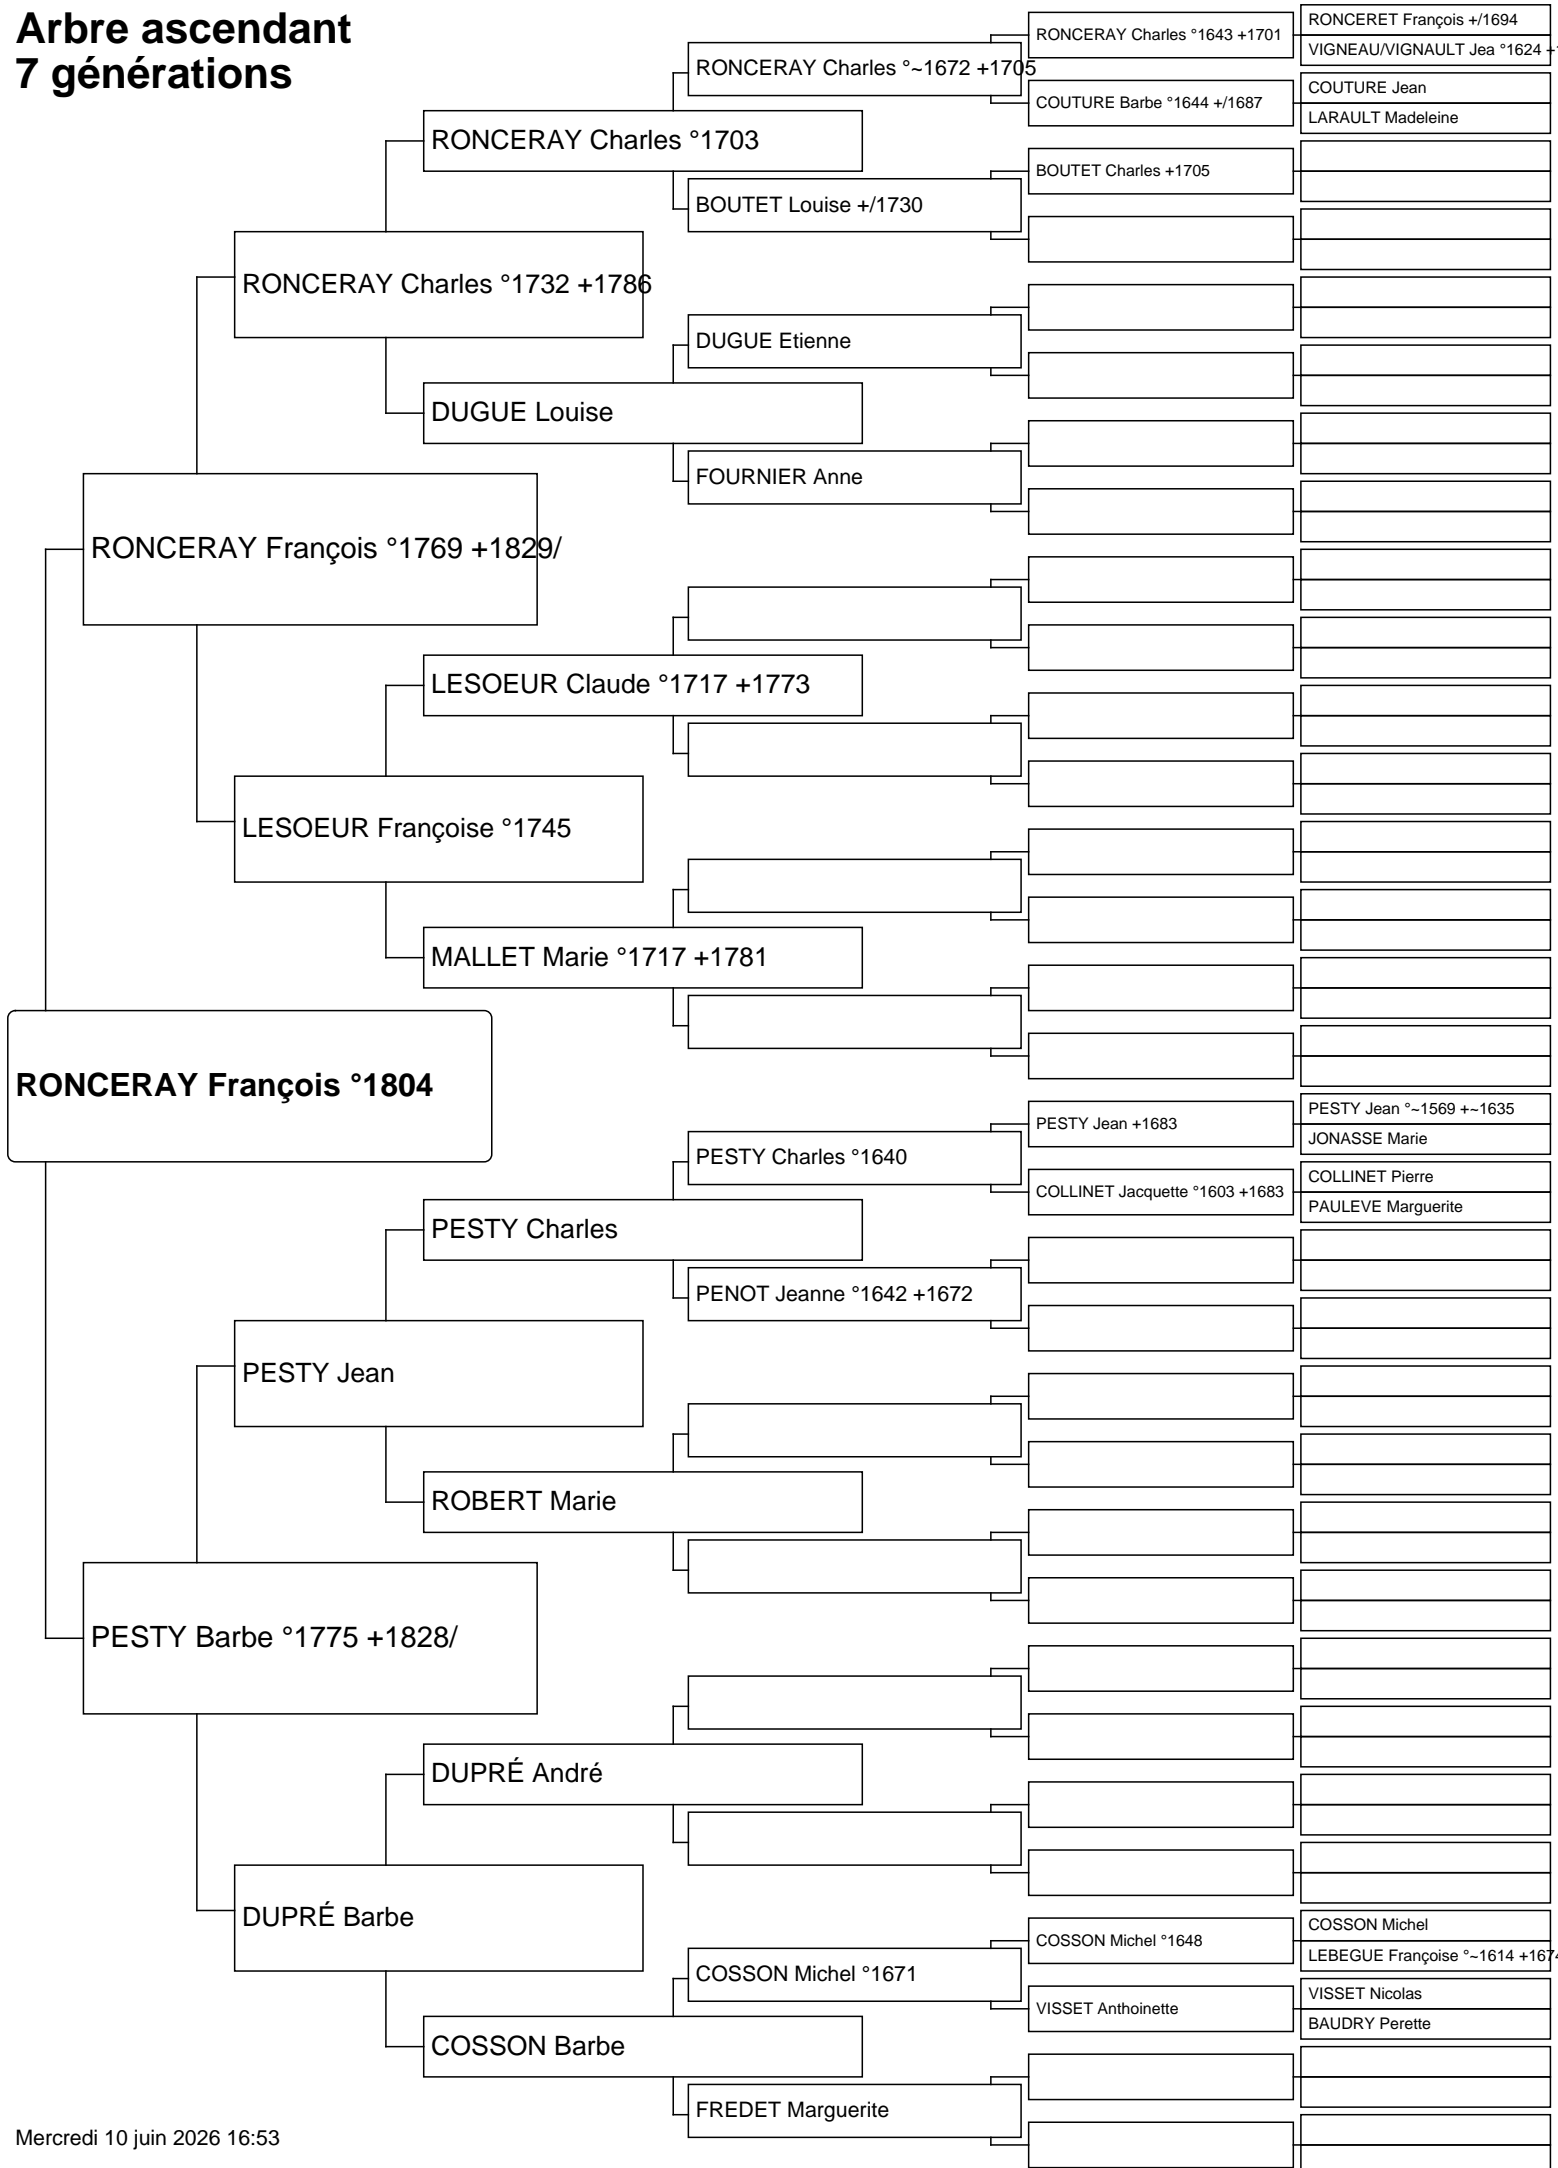 Arbre ascendant
7 générations
RONCERAY François °1804
RONCERAY François °1769 +1829/
PESTY Barbe °1775 +1828/
RONCERAY Charles °1732 +1786
LESOEUR Françoise °1745
PESTY Jean
DUPRÉ Barbe
RONCERAY Charles °1703
DUGUE Louise
LESOEUR Claude °1717 +1773
MALLET Marie °1717 +1781
PESTY Charles
ROBERT Marie
DUPRÉ André
COSSON Barbe
RONCERAY Charles °~1672 +1705
BOUTET Louise +/1730
DUGUE Etienne
FOURNIER Anne
PESTY Charles °1640
PENOT Jeanne °1642 +1672
COSSON Michel °1671
FREDET Marguerite
RONCERAY Charles °1643 +1701
COUTURE Barbe °1644 +/1687
BOUTET Charles +1705
PESTY Jean +1683
COLLINET Jacquette °1603 +1683
COSSON Michel °1648
VISSET Anthoinette
RONCERET François +/1694
VIGNEAU/VIGNAULT Jea °1624
COUTURE Jean
LARAULT Madeleine
PESTY Jean °~1569 +~1635
JONASSE Marie
COLLINET Pierre
PAULEVE Marguerite
COSSON Michel
LEBEGUE Françoise °~1614 +1674
VISSET Nicolas
BAUDRY Perette
Mercredi 10 juin 2026 16:53